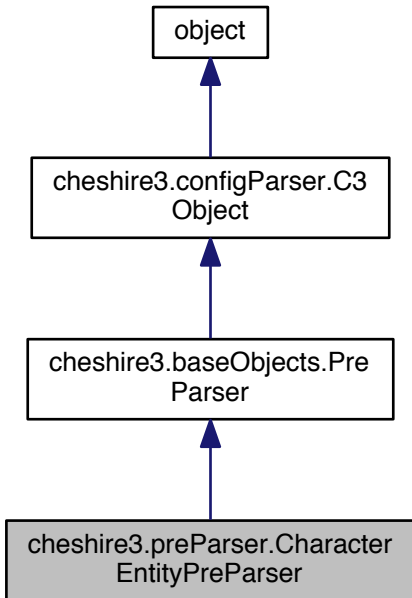 object
cheshire3.configParser.C3
Object
cheshire3.baseObjects.Pre
Parser
cheshire3.preParser.Character
EntityPreParser